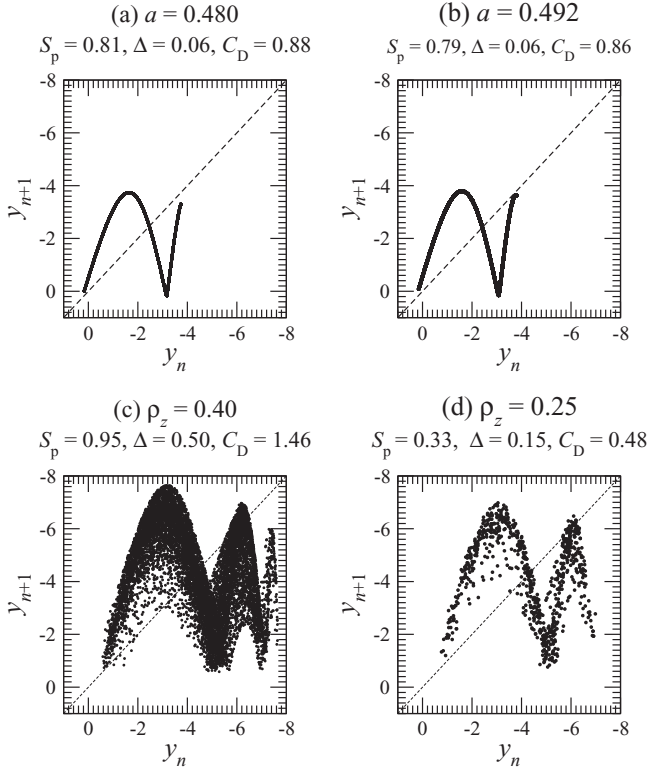 (a) a = 0.480
S_p = 0.81, Δ = 0.06, C_D = 0.88
-8
-6
-4
-2
0
y_{n+1}
0 -2 -4 -6 -8
y_n
(b) a = 0.492
S_p = 0.79, Δ = 0.06, C_D = 0.86
-8
-6
-4
-2
0
y_{n+1}
0 -2 -4 -6 -8
y_n
(c) ρ_z = 0.40
S_p = 0.95, Δ = 0.50, C_D = 1.46
-8
-6
-4
-2
0
y_{n+1}
0 -2 -4 -6 -8
y_n
(d) ρ_z = 0.25
S_p = 0.33, Δ = 0.15, C_D = 0.48
-8
-6
-4
-2
0
y_{n+1}
0 -2 -4 -6 -8
y_n